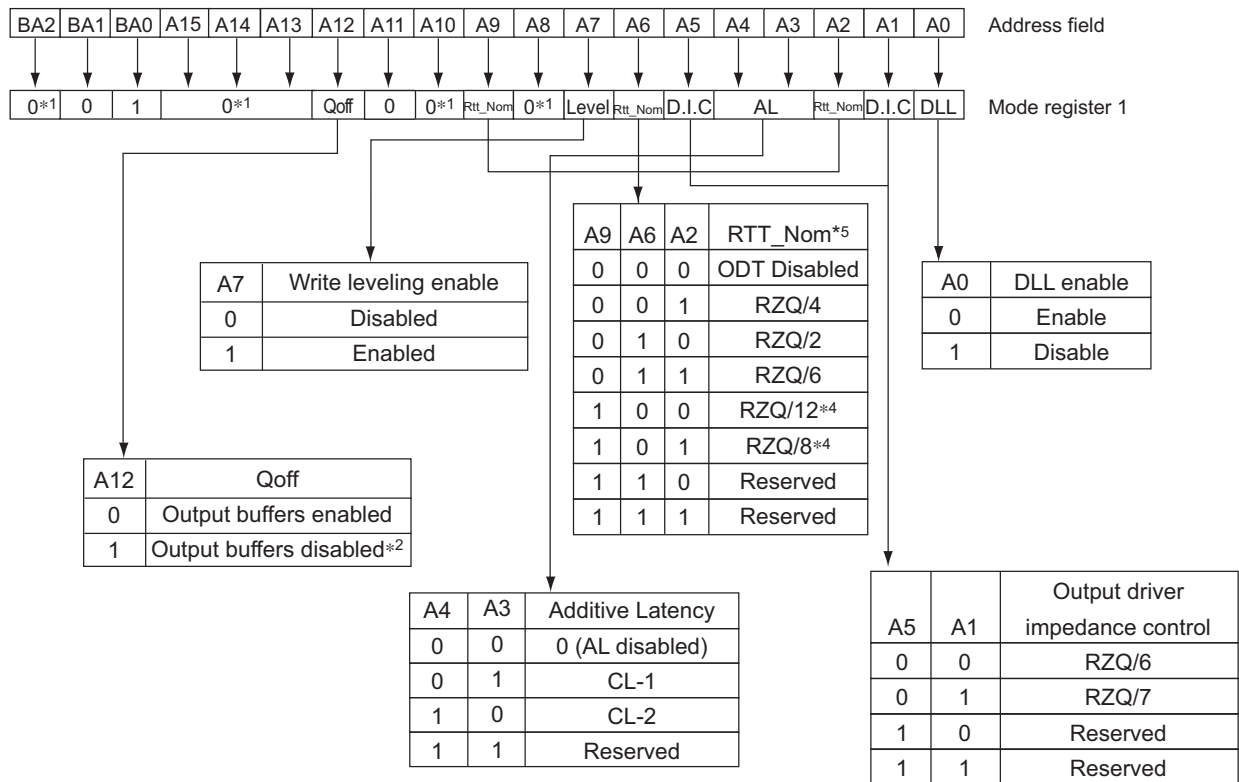 BA2 BA1 BA0 A15 A14 A13 A12 A11 A10 A9 A8 A7 A6 A5 A4 A3 A2 A1 A0 Address field
0*1 0 1 0*1 Qoff 0 0*1 Rtt_Nom 0*1 Level Rtt_Nom D.I.C AL Rtt_Nom D.I.C DLL Mode register 1
A7 Write leveling enable
0 Disabled
1 Enabled
A9 A6 A2 RTT_Nom*5
0 0 0 ODT Disabled
0 0 1 RZQ/4
0 1 0 RZQ/2
0 1 1 RZQ/6
1 0 0 RZQ/12*4
1 0 1 RZQ/8*4
1 1 0 Reserved
1 1 1 Reserved
A0 DLL enable
0 Enable
1 Disable
A12 Qoff
0 Output buffers enabled
1 Output buffers disabled*2
A4 A3 Additive Latency
0 0 0 (AL disabled)
0 1 CL-1
1 0 CL-2
1 1 Reserved
Output driver
A5 A1 impedance control
0 0 RZQ/6
0 1 RZQ/7
1 0 Reserved
1 1 Reserved